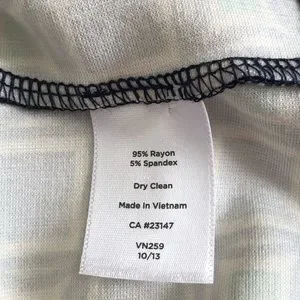 95% Rayon
5% Spandex
Dry Clean
Made in Vietnam
CA #23147
VN259
10/13